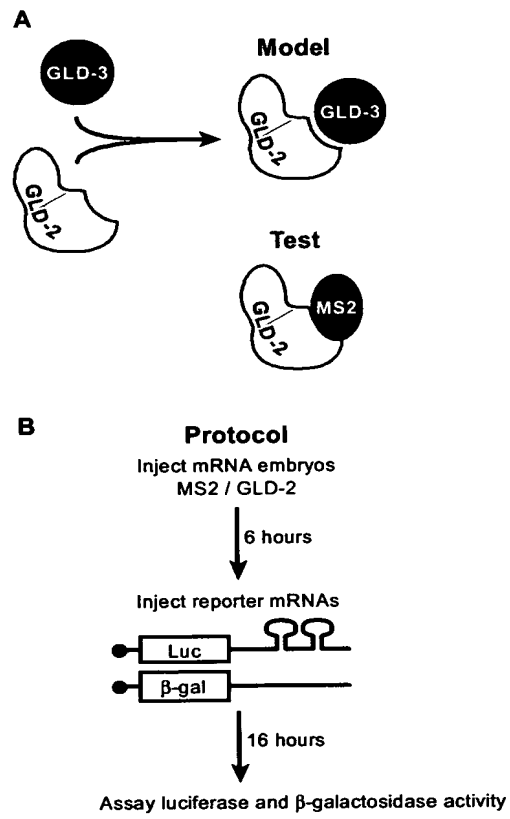 A
GLD-3
Model
GLD-2
GLD-3
GLD-2
Test
MS2
GLD-2
B
Protocol
Inject mRNA embryos
MS2 / GLD-2
6 hours
Inject reporter mRNAs
Luc
β-gal
16 hours
Assay luciferase and β-galactosidase activity